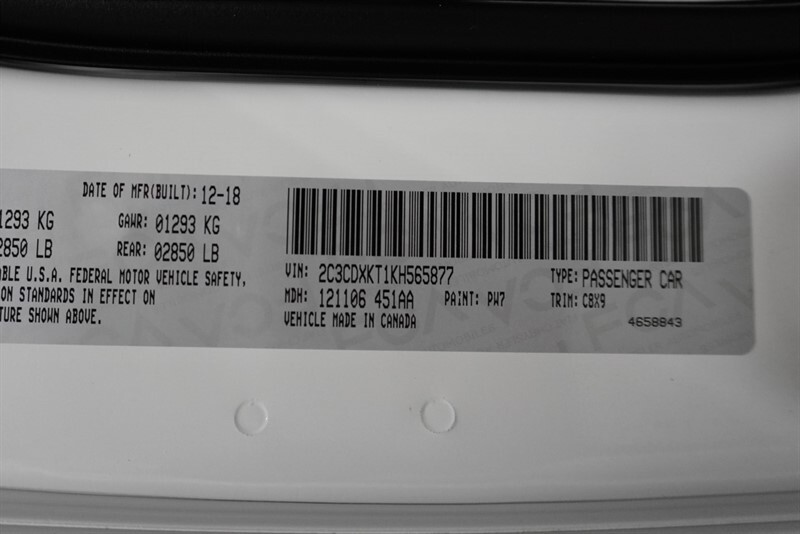 DATE OF MFR(BUILT): 12-18
1293 KG GAWR: 01293 KG
2850 LB REAR: 02850 LB
ABLE U.S.A. FEDERAL MOTOR VEHICLE SAFETY,
ON STANDARDS IN EFFECT ON
TURE SHOWN ABOVE.
VIN: 2C3CDXKT1KH565877 TYPE: PASSENGER CAR
MDH: 121106 451AA PAINT: PW7 TRIM: C8X9
VEHICLE MADE IN CANADA 4658843